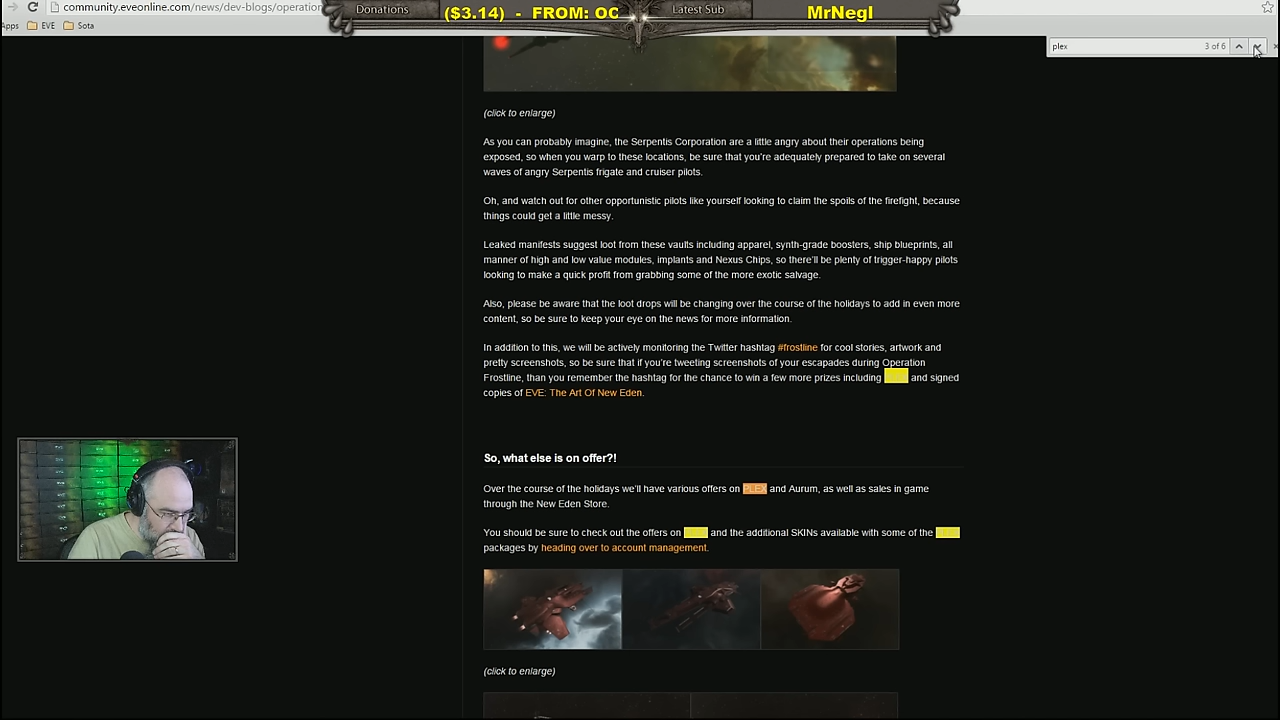 community.eveonline.com/news/dev-blogs/operation
Donations
($3.14) - FROM: OC
Latest Sub
MrNegl
Apps
EVE
Sota
plex
3 of 6
(click to enlarge)
As you can probably imagine, the Serpentis Corporation are a little angry about their operations being
exposed, so when you warp to these locations, be sure that you're adequately prepared to take on several
waves of angry Serpentis frigate and cruiser pilots.
Oh, and watch out for other opportunistic pilots like yourself looking to claim the spoils of the firefight, because
things could get a little messy.
Leaked manifests suggest loot from these vaults including apparel, synth-grade boosters, ship blueprints, all
manner of high and low value modules, implants and Nexus Chips, so there'll be plenty of trigger-happy pilots
looking to make a quick profit from grabbing some of the more exotic salvage.
Also, please be aware that the loot drops will be changing over the course of the holidays to add in even more
content, so be sure to keep your eye on the news for more information.
In addition to this, we will be actively monitoring the Twitter hashtag #frostline for cool stories, artwork and
pretty screenshots, so be sure that if you're tweeting screenshots of your escapades during Operation
Frostline, than you remember the hashtag for the chance to win a few more prizes including and signed
copies of EVE: The Art Of New Eden.
So, what else is on offer?!
Over the course of the holidays we'll have various offers on PLEX and Aurum, as well as sales in game
through the New Eden Store.
You should be sure to check out the offers on and the additional SKINs available with some of the
packages by heading over to account management.
(click to enlarge)